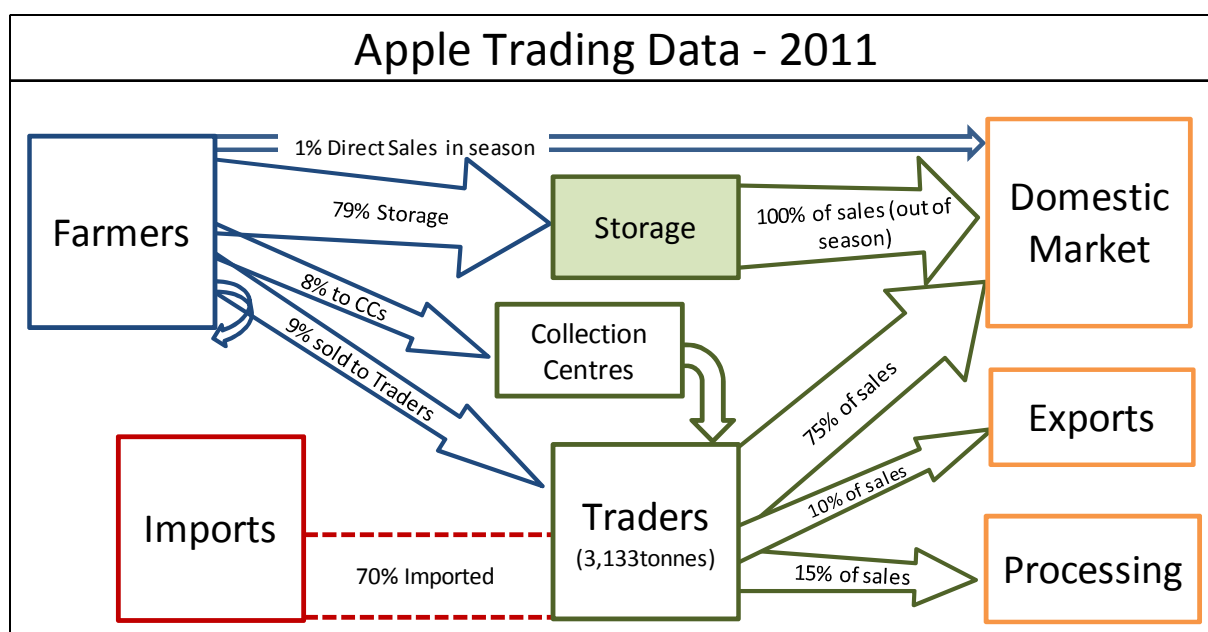 Apple Trading Data - 2011
1% Direct Sales in season
Farmers
79% Storage
Storage
100% of sales (out of
season)
Domestic
Market
8% to CCs
9% sold to Traders
Collection
Centres
75% of sales
Exports
10% of sales
Imports
70% Imported
Traders
(3,133tonnes)
15% of sales
Processing